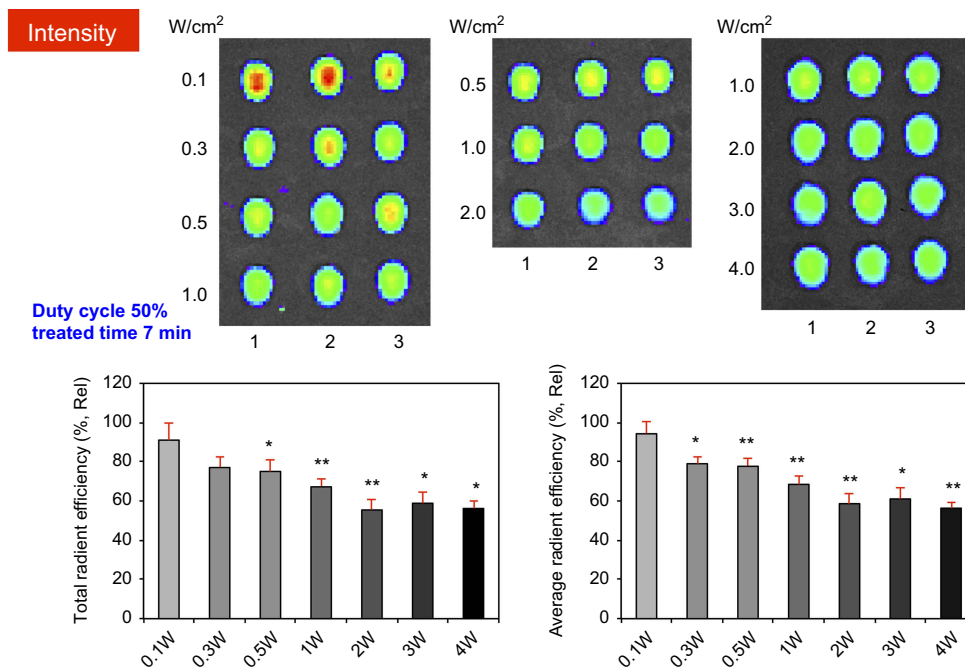 Intensity
W/cm²
0.1
0.3
0.5
1.0
1 2 3
W/cm²
0.5
1.0
2.0
1 2 3
W/cm²
1.0
2.0
3.0
4.0
1 2 3
Duty cycle 50%
treated time 7 min
Total radient efficiency (%, Rel)
120
100
80
60
40
20
0
* ** ** * *
0.1W 0.3W 0.5W 1W 2W 3W 4W
Average radient efficiency (%, Rel)
120
100
80
60
40
20
0
* ** ** ** * **
0.1W 0.3W 0.5W 1W 2W 3W 4W